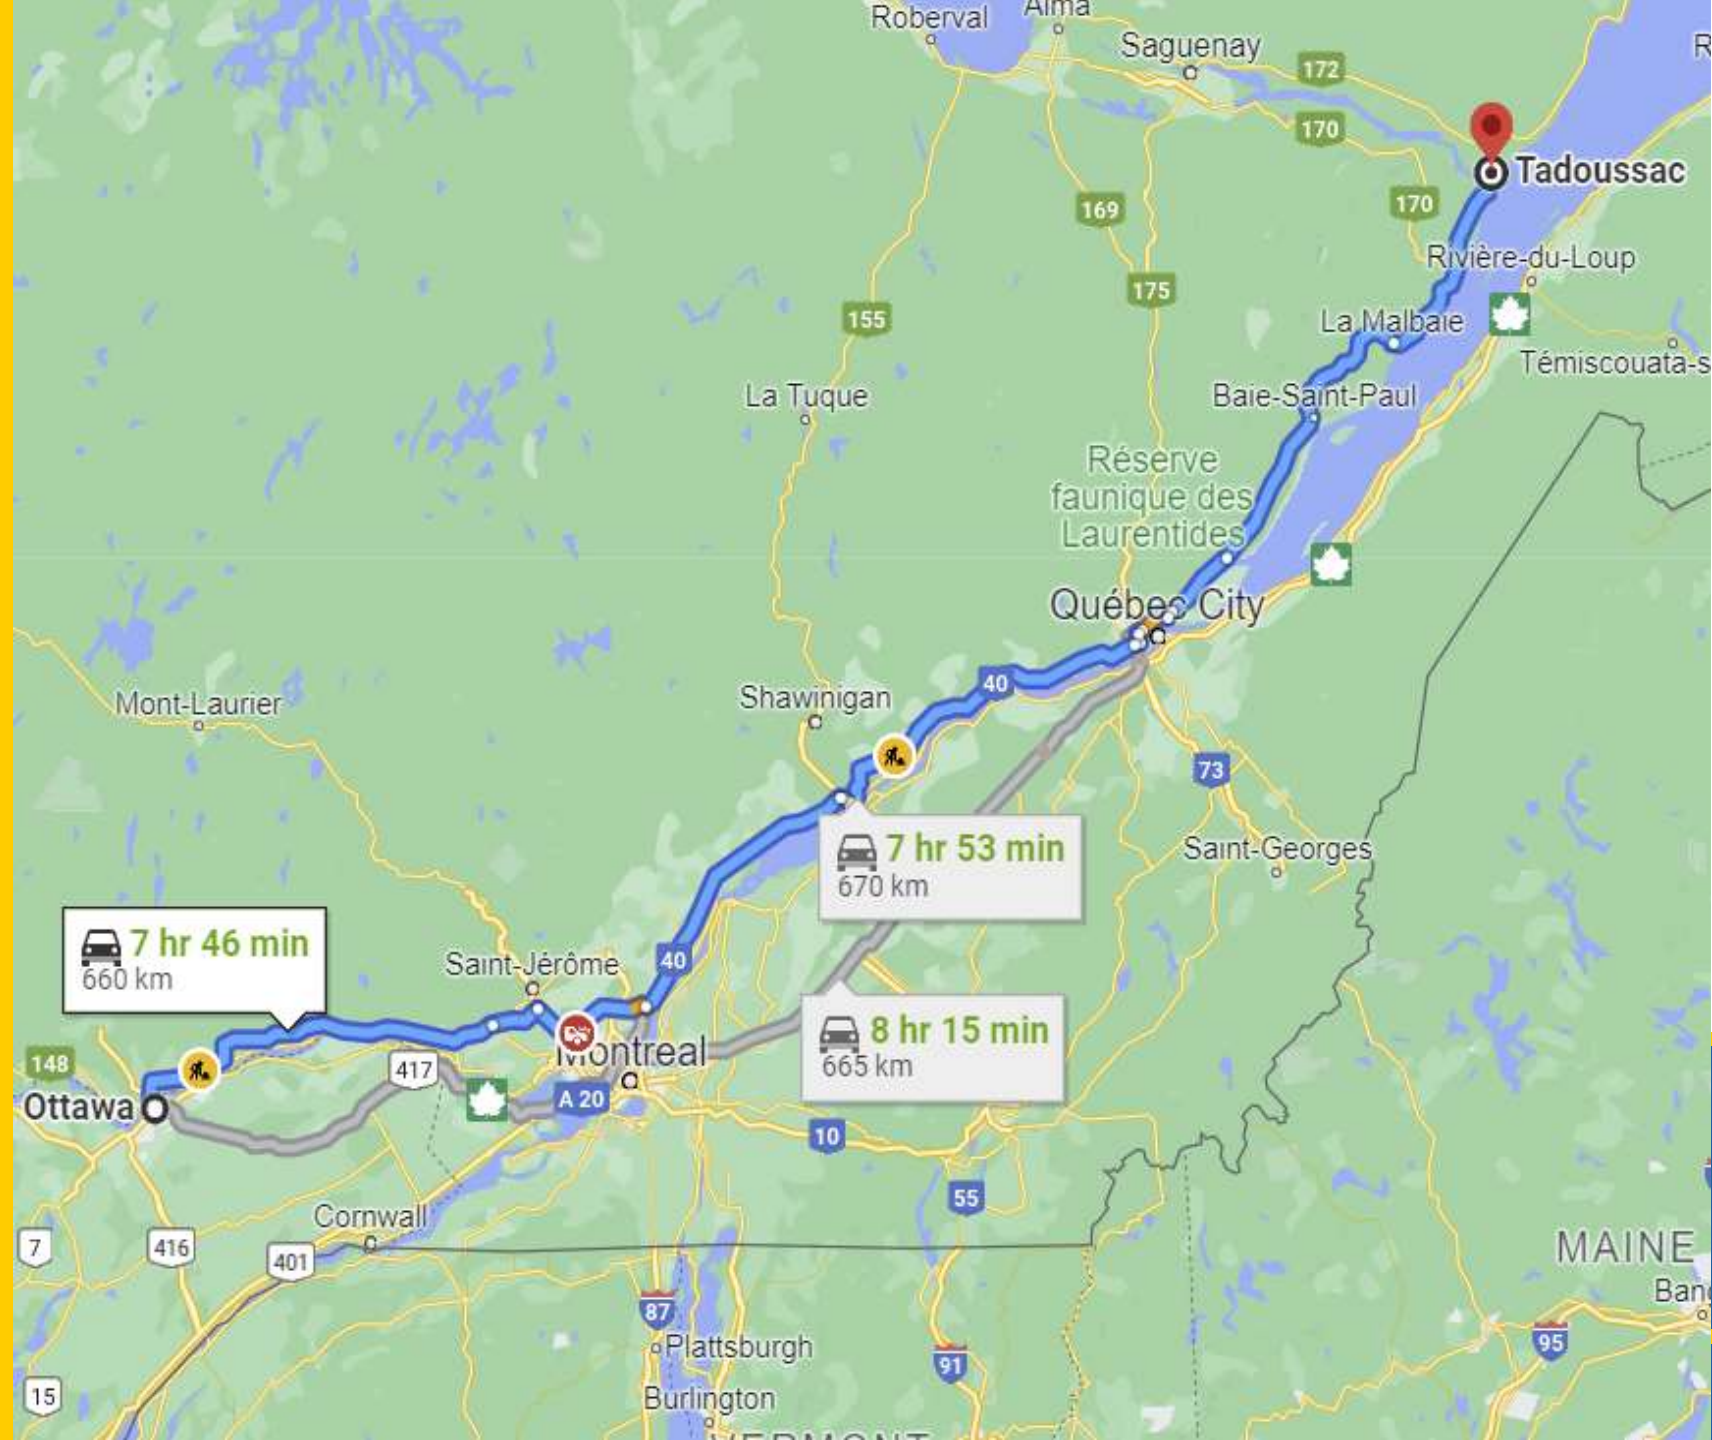 Roberval
Alma
Saguenay
172
170
Tadoussac
170
169
Rivière-du-Loup
175
155
La Malbaie
Témiscouata-s
La Tuque
Baie-Saint-Paul
Réserve
faunique des
Laurentides
Québec City
40
Shawinigan
Mont-Laurier
73
7 hr 53 min
670 km
Saint-Georges
7 hr 46 min
660 km
Saint-Jérôme
40
8 hr 15 min
665 km
Montreal
148
417
A 20
Ottawa
10
55
Cornwall
7
416
401
MAINE
87
Plattsburgh
91
95
15
Burlington
VERMONT